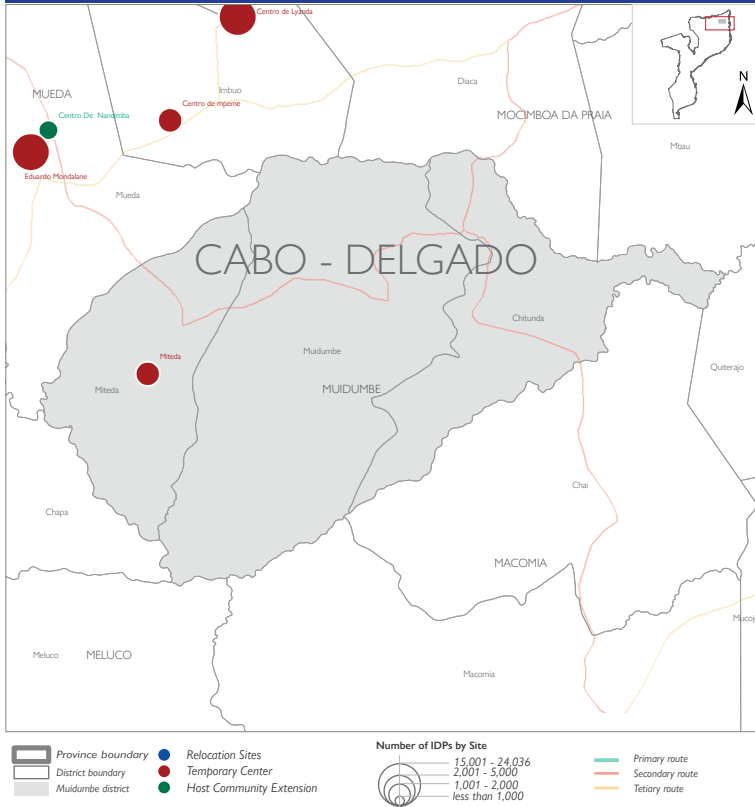 Centro de Lyanda
N
MUEDA
Imbuo
Diaca
Centro de mpeme
Centro De Nandimba
MOCIMBOA DA PRAIA
Mbau
Eduardo Mondalane
Mueda
CABO - DELGADO
Chitunda
Miteda
Muidumbe
Miteda
MUIDUMBE
Quiterajo
Chai
Chapa
MACOMIA
Meluco
MELUCO
Macomia
Mucoj
Province boundary
District boundary
Muidumbe district
Relocation Sites
Temporary Center
Host Community Extension
Number of IDPs by Site
15,001 - 24,036
2,001 - 5,000
1,001 - 2,000
less than 1,000
Primary route
Secondary route
Tetiary route